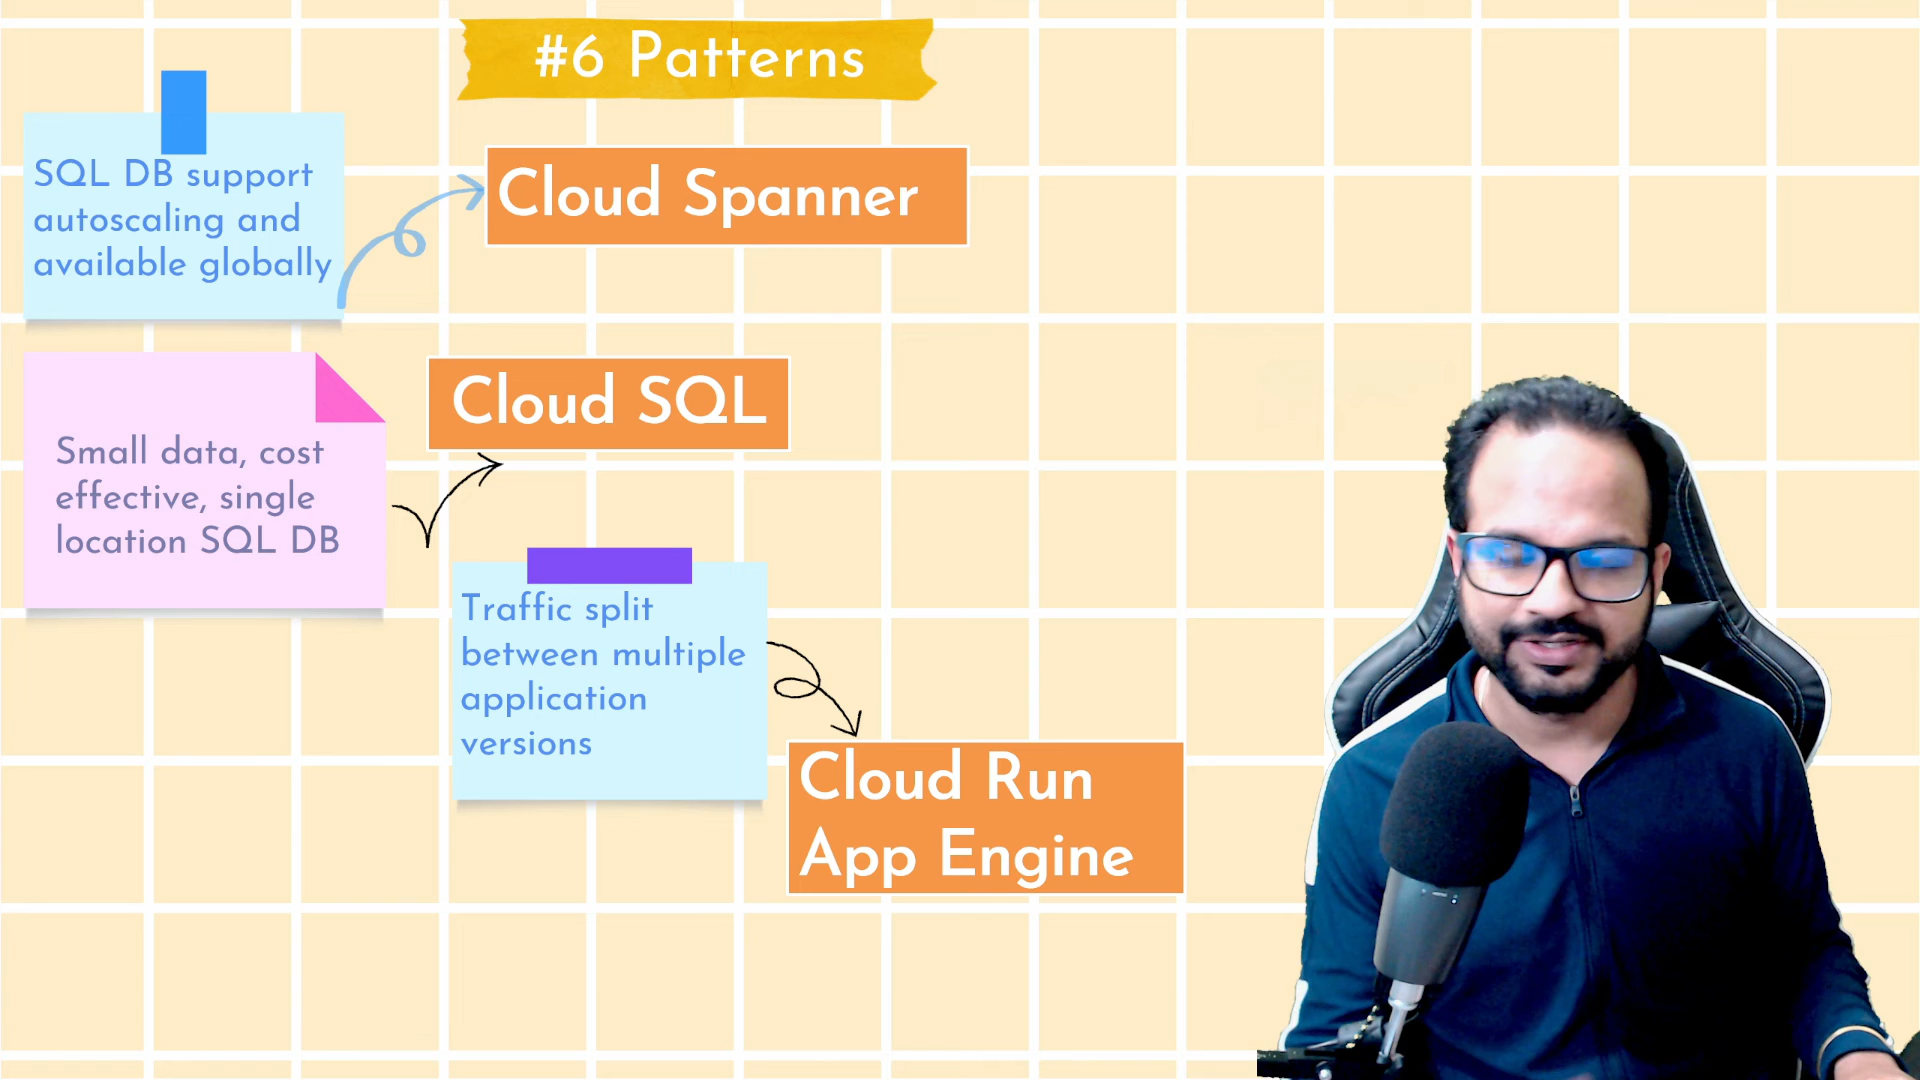 #6 Patterns
SQL DB support
autoscaling and
available globally
Cloud Spanner
Small data, cost
effective, single
location SQL DB
Cloud SQL
Traffic split
between multiple
application
versions
Cloud Run
App Engine